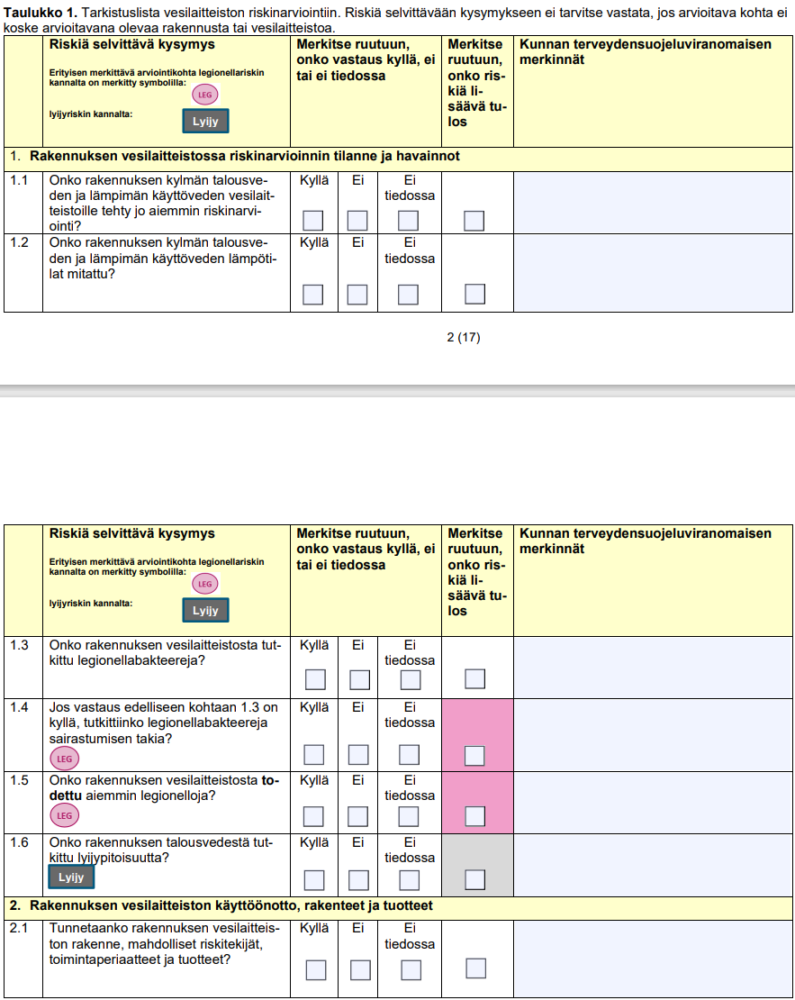 Taulukko 1. Tarkistuslista vesilaitteiston riskinarviointiin. Riskiä selvittävään kysymykseen ei tarvitse vastata, jos arvioitava kohta ei
koske arvioitavana olevaa rakennusta tai vesilaitteistoa.
Riskiä selvittävä kysymys
Erityisen merkittävä arviointikohta legionellariskin
kannalta on merkitty symbolilla:
LEG
lyijyriskin kannalta:
Lyijy
Merkitse ruutuun,
onko vastaus kyllä, ei
tai ei tiedossa
Merkitse
ruutuun,
onko ris-
kiä li-
säävä tu-
los
Kunnan terveydensuojeluviranomaisen
merkinnät
1. Rakennuksen vesilaitteistossa riskinarvioinnin tilanne ja havainnot
1.1
Onko rakennuksen kylmän talousve-
den ja lämpimän käyttöveden vesilait-
teistoille tehty jo aiemmin riskinarvi-
ointi?
Kyllä
Ei
Ei
tiedossa
1.2
Onko rakennuksen kylmän talousve-
den ja lämpimän käyttöveden lämpöti-
lat mitattu?
Kyllä
Ei
Ei
tiedossa
2 (17)
Riskiä selvittävä kysymys
Erityisen merkittävä arviointikohta legionellariskin
kannalta on merkitty symbolilla:
LEG
lyijyriskin kannalta:
Lyijy
Merkitse ruutuun,
onko vastaus kyllä, ei
tai ei tiedossa
Merkitse
ruutuun,
onko ris-
kiä li-
säävä tu-
los
Kunnan terveydensuojeluviranomaisen
merkinnät
1.3
Onko rakennuksen vesilaitteistosta tut-
kittu legionellabakteereja?
Kyllä
Ei
Ei
tiedossa
1.4
Jos vastaus edelliseen kohtaan 1.3 on
kyllä, tutkittiinko legionellabakteereja
sairastumisen takia?
LEG
Kyllä
Ei
Ei
tiedossa
1.5
Onko rakennuksen vesilaitteistosta to-
dettu aiemmin legionelloja?
LEG
Kyllä
Ei
Ei
tiedossa
1.6
Onko rakennuksen talousvedestä tut-
kittu lyijypitoisuutta?
Lyijy
Kyllä
Ei
Ei
tiedossa
2. Rakennuksen vesilaitteiston käyttöönotto, rakenteet ja tuotteet
2.1
Tunnetaanko rakennuksen vesilaitteis-
ton rakenne, mahdolliset riskitekijät,
toimintaperiaatteet ja tuotteet?
Kyllä
Ei
Ei
tiedossa